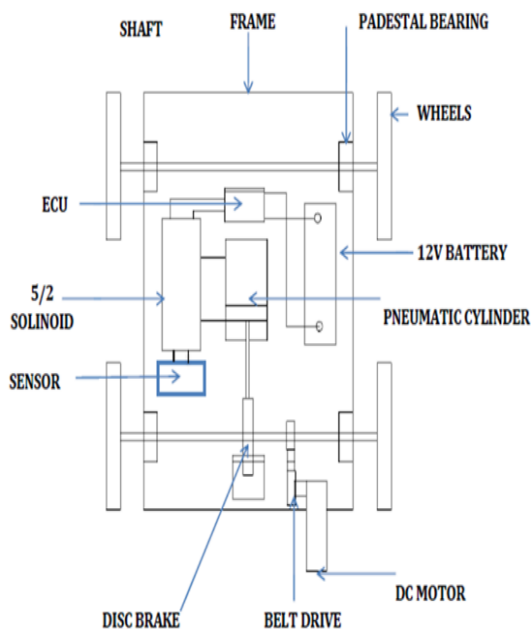 SHAFT
FRAME
PADESTAL BEARING
WHEELS
ECU
12V BATTERY
5/2
SOLINOID
PNEUMATIC CYLINDER
SENSOR
DC MOTOR
DISC BRAKE
BELT DRIVE